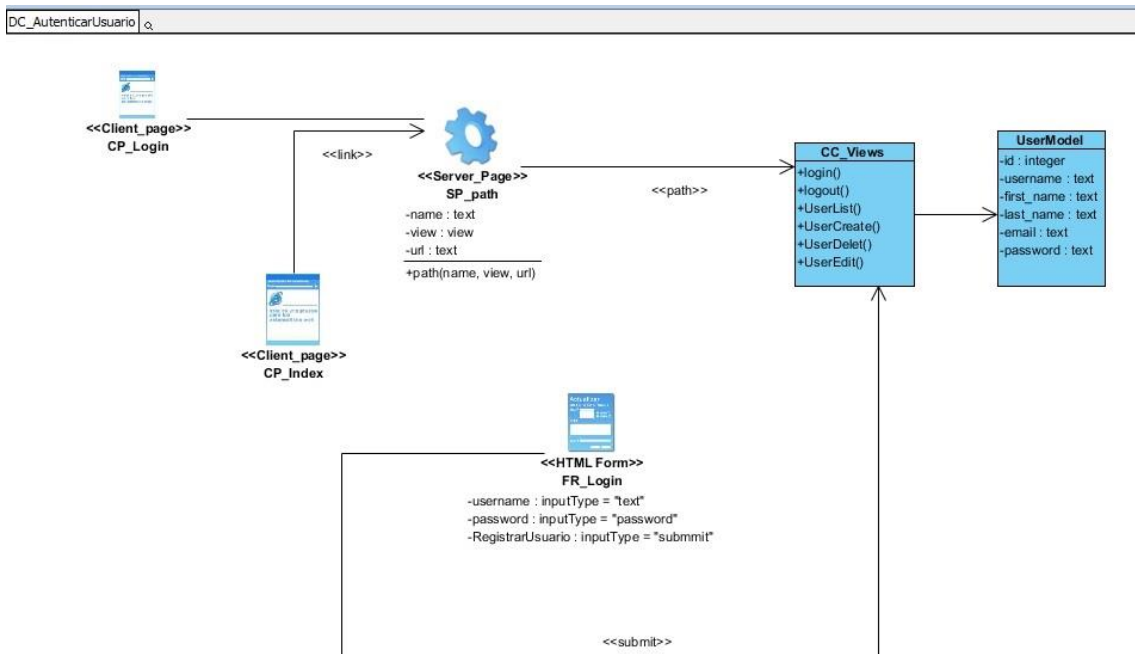 DC_AutenticarUsuario
<<Client_page>>
CP_Login
<<link>>
<<Server_Page>>
SP_path
-name : text
-view : view
-url : text
+path(name, view, url)
<<path>>
CC_Views
+login()
+logout()
+UserList()
+UserCreate()
+UserDelet()
+UserEdit()
UserModel
-id : integer
-username : text
-first_name : text
-last_name : text
-email : text
-password : text
<<Client_page>>
CP_Index
Actualizar
<<HTML Form>>
FR_Login
-username : inputType = "text"
-password : inputType = "password"
-RegistrarUsuario : inputType = "submmit"
<<submit>>